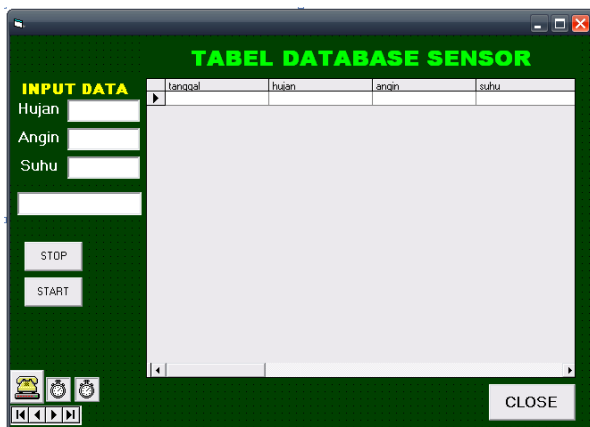 TABEL DATABASE SENSOR
INPUT DATA
Hujan
Angin
Suhu
tanggal hujan angin suhu
STOP
START
CLOSE